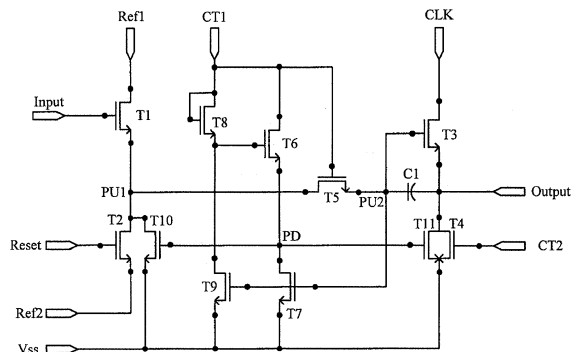 Ref1 CT1 CLK
Input T1 T8 T6 T3
C1
PU1 T5 PU2 Output
T2 T10 T11 T4
Reset PD CT2
T9 T7
Ref2
Vss